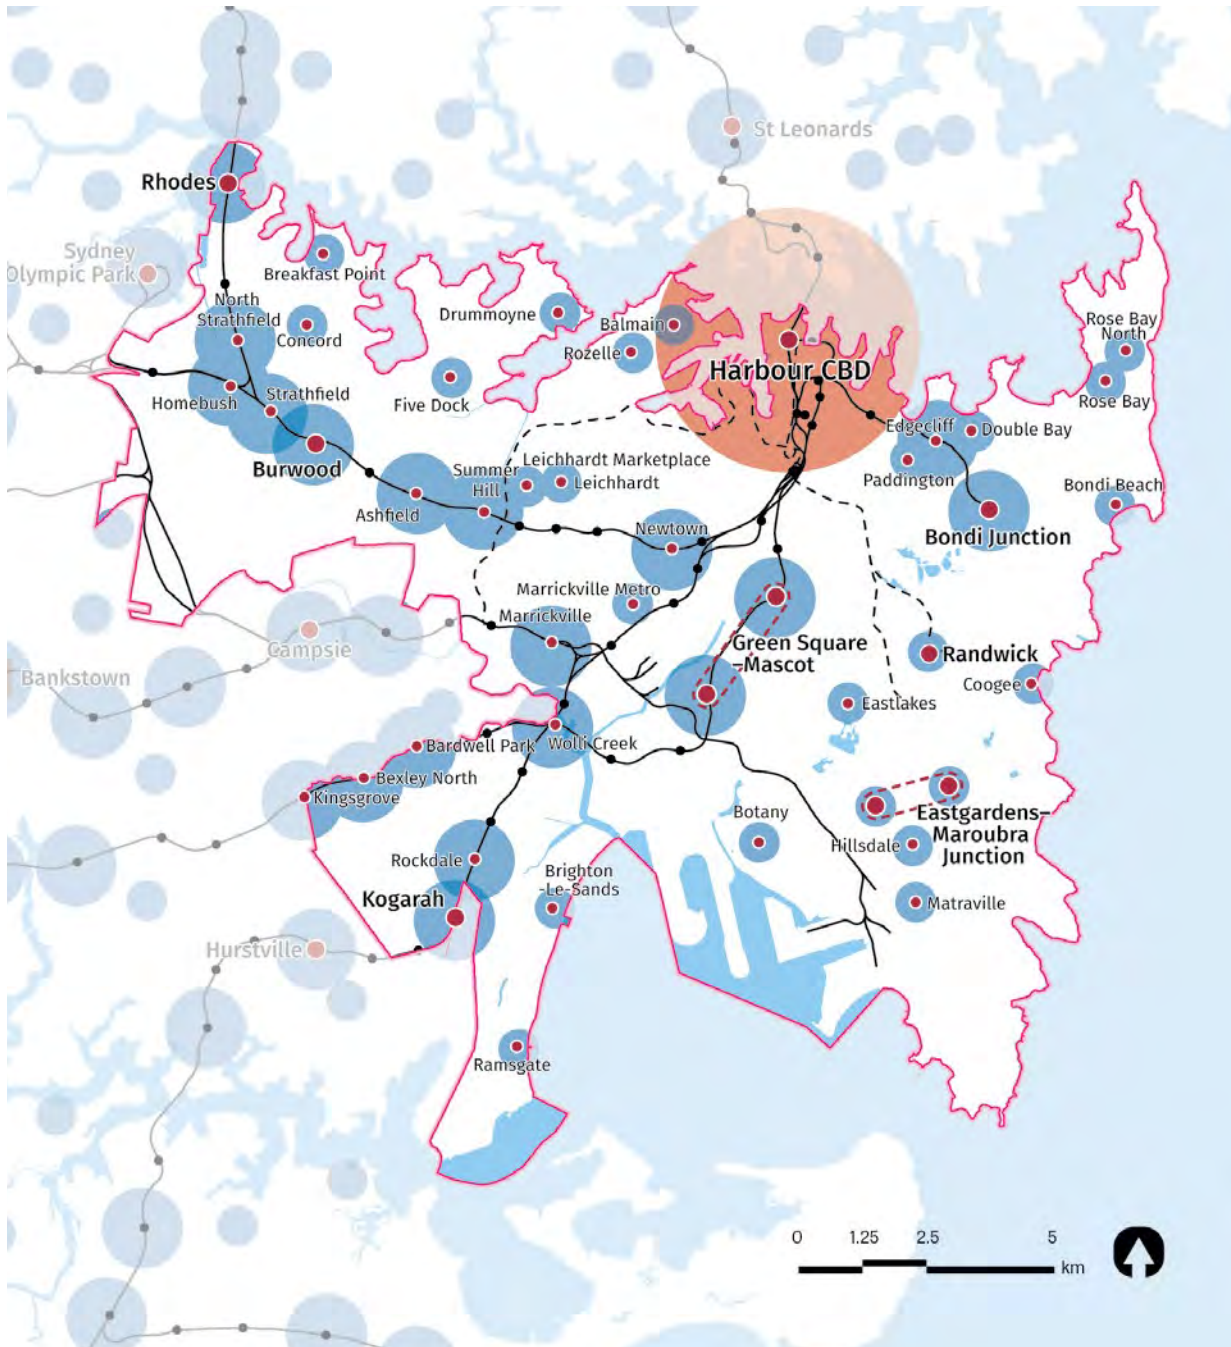 St Leonards
Rhodes
Sydney
Olympic Park
Breakfast Point
North
Strathfield
Concord
Drummoyne
Balmain
Rozelle
Harbour CBD
Rose Bay
North
Rose Bay
Homebush
Strathfield
Five Dock
Edgecliff
Double Bay
Burwood
Summer
Hill
Leichhardt Marketplace
Leichhardt
Paddington
Bondi Beach
Ashfield
Newtown
Bondi Junction
Marrickville Metro
Marrickville
Campsie
Green Square
–Mascot
Randwick
Bankstown
Coogee
Eastlakes
Bardwell Park
Wolli Creek
Bexley North
Kingsgrove
Botany
Eastgardens–
Maroubra
Junction
Hillsdale
Rockdale
Brighton
-Le-Sands
Kogarah
Matraville
Hurstville
Ramsgate
0 1.25 2.5 5
km